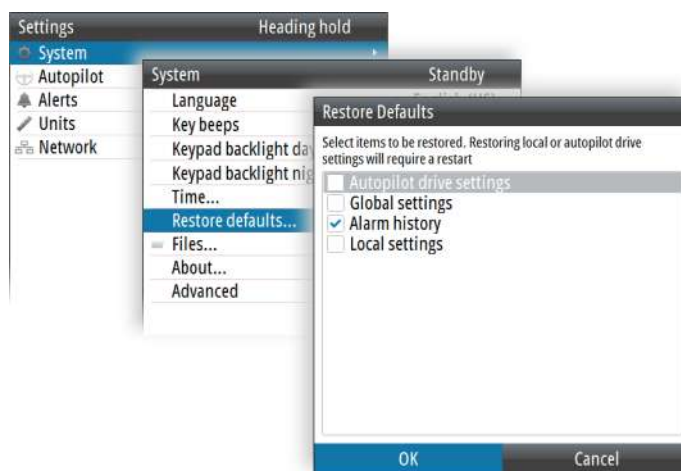 Settings
Heading hold
System
Autopilot
Alerts
Units
Network
System
Standby
Language
Key beeps
Keypad backlight da
Keypad backlight nig
Time...
Restore defaults...
Files...
About...
Advanced
Restore Defaults
Select items to be restored. Restoring local or autopilot drive
settings will require a restart
Autopilot drive settings
Global settings
Alarm history
Local settings
OK
Cancel